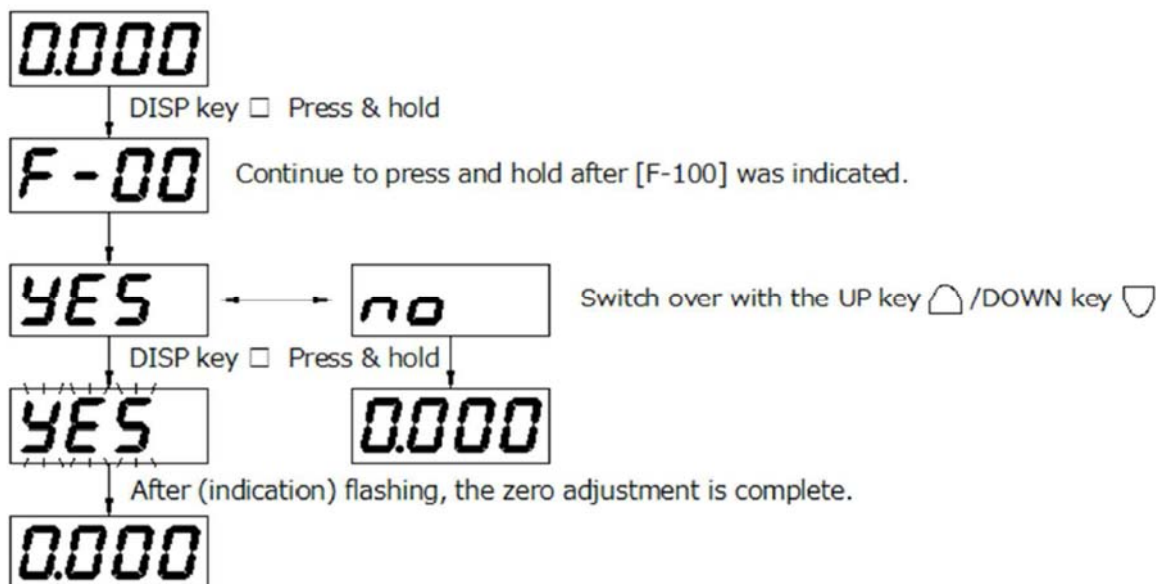 0.000
DISP key □ Press & hold
F-00 Continue to press and hold after [F-100] was indicated.
YES no Switch over with the UP key /DOWN key
DISP key □ Press & hold
YES 0.000
After (indication) flashing, the zero adjustment is complete.
0.000